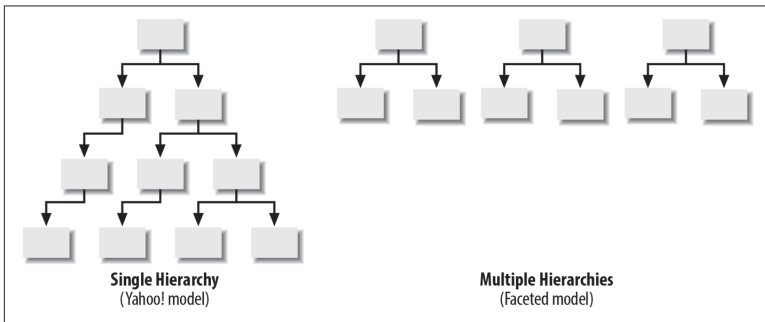 Single Hierarchy
(Yahoo! model)
Multiple Hierarchies
(Faceted model)